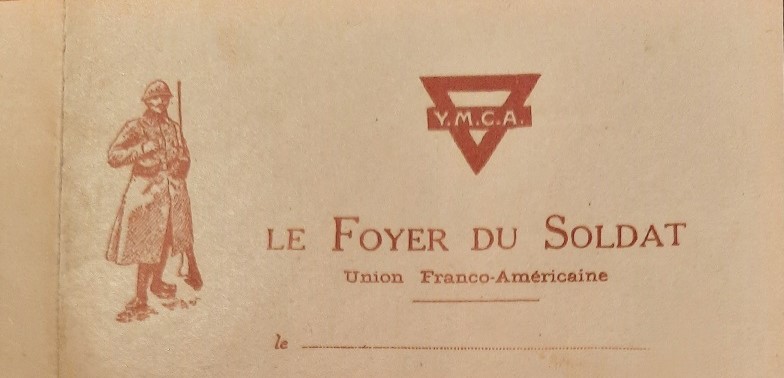 Y.M.C.A.
LE FOYER DU SOLDAT
Union Franco-Américaine
le